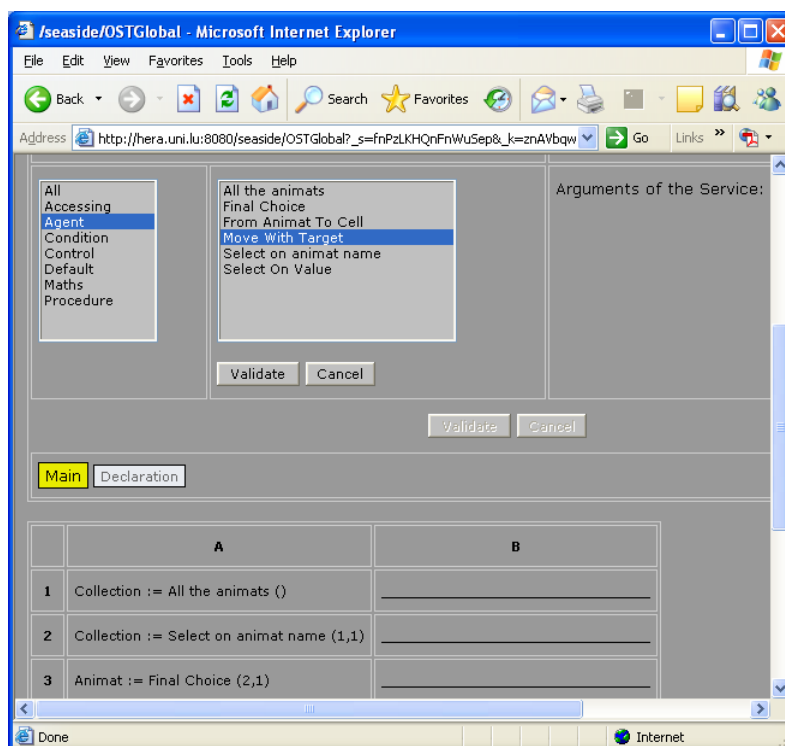 /seaside/OSTGlobal - Microsoft Internet Explorer
File Edit View Favorites Tools Help
Back Search Favorites
Address http://hera.uni.lu:8080/seaside/OSTGlobal?_s=fnPzLKHQnFnWuSep&_k=znAVbqw Go Links »
All
Accessing
Agent
Condition
Control
Default
Maths
Procedure
All the animats
Final Choice
From Animat To Cell
Move With Target
Select on animat name
Select On Value
Validate Cancel
Arguments of the Service:
Validate Cancel
Main Declaration
A B
1 Collection := All the animats ()
2 Collection := Select on animat name (1,1)
3 Animat := Final Choice (2,1)
Done Internet